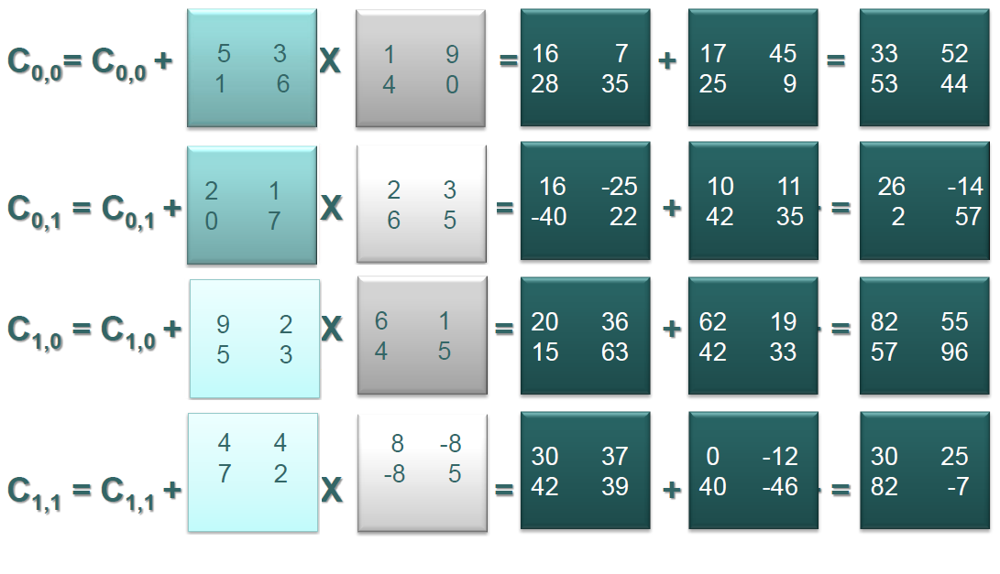 C0,0= C0,0 + 5 3 X 1 9 = 16 7 + 17 45 = 33 52
1 6 4 0 28 35 25 9 53 44
C0,1 = C0,1 + 2 1 X 2 3 = 16 -25 + 10 11 = 26 -14
0 7 6 5 -40 22 42 35 2 57
C1,0 = C1,0 + 9 2 X 6 1 = 20 36 + 62 19 = 82 55
5 3 4 5 15 63 42 33 57 96
C1,1 = C1,1 + 4 4 X 8 -8 = 30 37 + 0 -12 = 30 25
7 2 -8 5 42 39 40 -46 82 -7